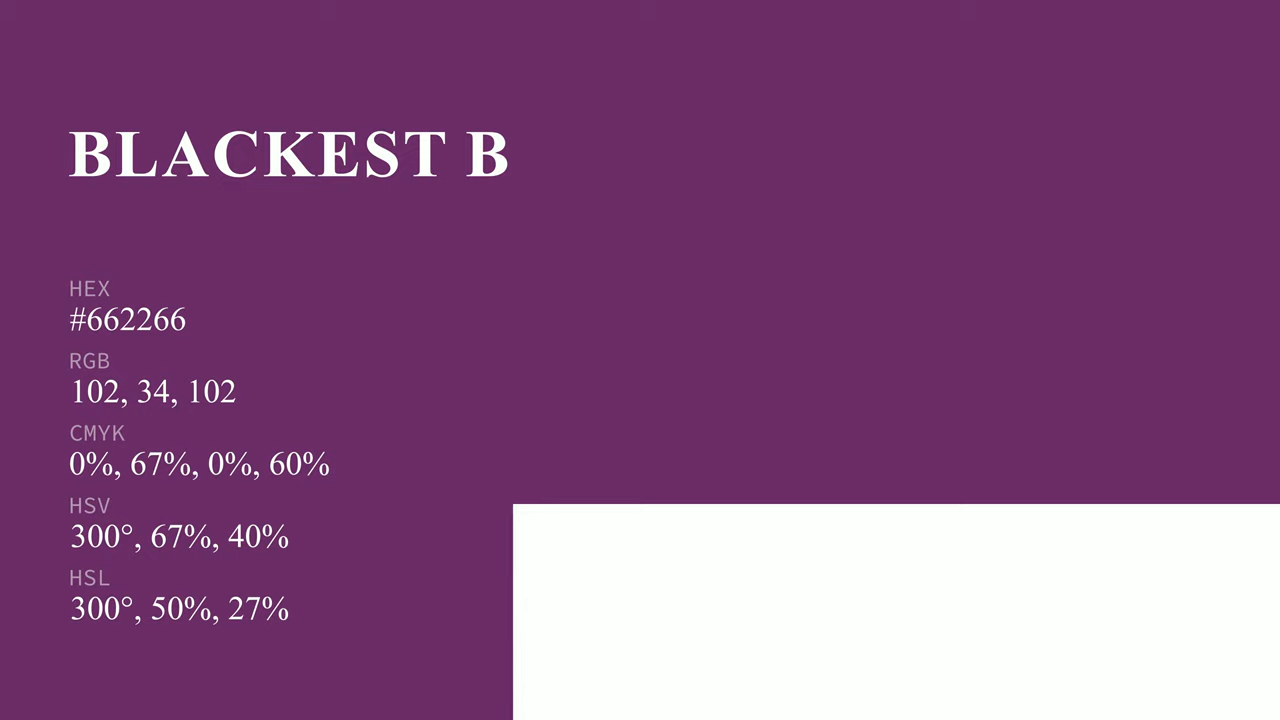 BLACKEST B
HEX
#662266
RGB
102, 34, 102
CMYK
0%, 67%, 0%, 60%
HSV
300°, 67%, 40%
HSL
300°, 50%, 27%